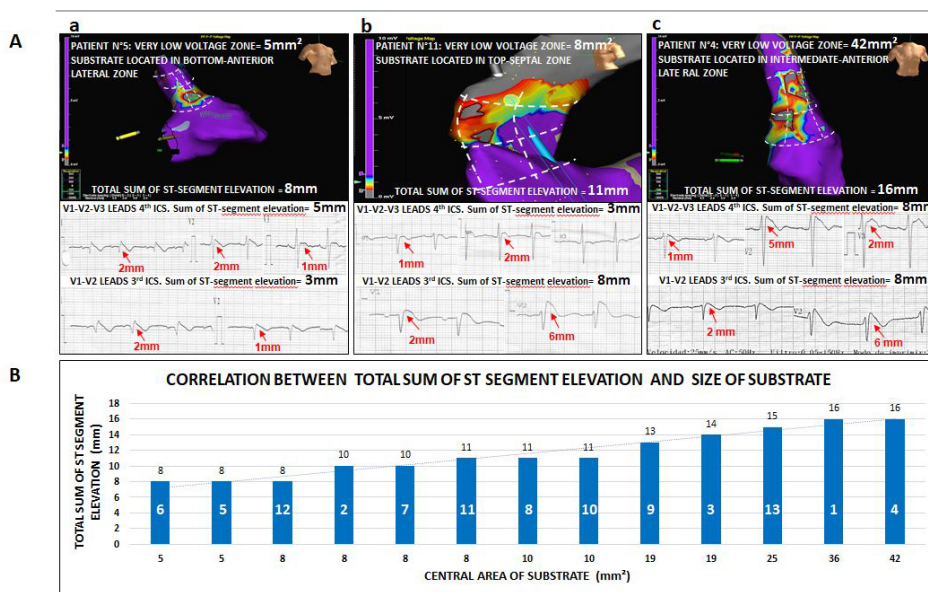 a
b
c
A
PATIENT N°5: VERY LOW VOLTAGE ZONE= 5mm²
SUBSTRATE LOCATED IN BOTTOM-ANTERIOR
LATERAL ZONE
TOTAL SUM OF ST-SEGMENT ELEVATION = 8mm
V1-V2-V3 LEADS 4th ICS. Sum of ST-segment elevation= 5mm
2mm
2mm
1mm
V1-V2 LEADS 3rd ICS. Sum of ST-segment elevation= 3mm
2mm
1mm
PATIENT N°11: VERY LOW VOLTAGE ZONE= 8mm²
SUBSTRATE LOCATED IN TOP-SEPTAL ZONE
TOTAL SUM OF ST-SEGMENT ELEVATION = 11mm
V1-V2-V3 LEADS 4th ICS. Sum of ST-segment elevation= 3mm
1mm
2mm
V1-V2 LEADS 3rd ICS. Sum of ST-segment elevation= 8mm
2mm
6mm
PATIENT N°4: VERY LOW VOLTAGE ZONE= 42mm²
SUBSTRATE LOCATED IN INTERMEDIATE-ANTERIOR
LATE RAL ZONE
TOTAL SUM OF ST-SEGMENT ELEVATION = 16mm
V1-V2-V3 LEADS 4th ICS. Sum of ST-segment elevation= 8mm
1mm
5mm
2mm
V1-V2 LEADS 3rd ICS. Sum of ST-segment elevation= 8mm
V2
2 mm
6 mm
B
CORRELATION BETWEEN TOTAL SUM OF ST SEGMENT ELEVATION AND SIZE OF SUBSTRATE
TOTAL SUM OF ST SEGMENT
ELEVATION (mm)
18
16
14
12
10
8
6
4
2
0
8 8 8 10 10 11 11 11 13 14 15 16 16
6 5 12 2 7 11 8 10 9 3 13 1 4
5 5 8 8 8 8 10 10 19 19 25 36 42
CENTRAL AREA OF SUBSTRATE (mm²)